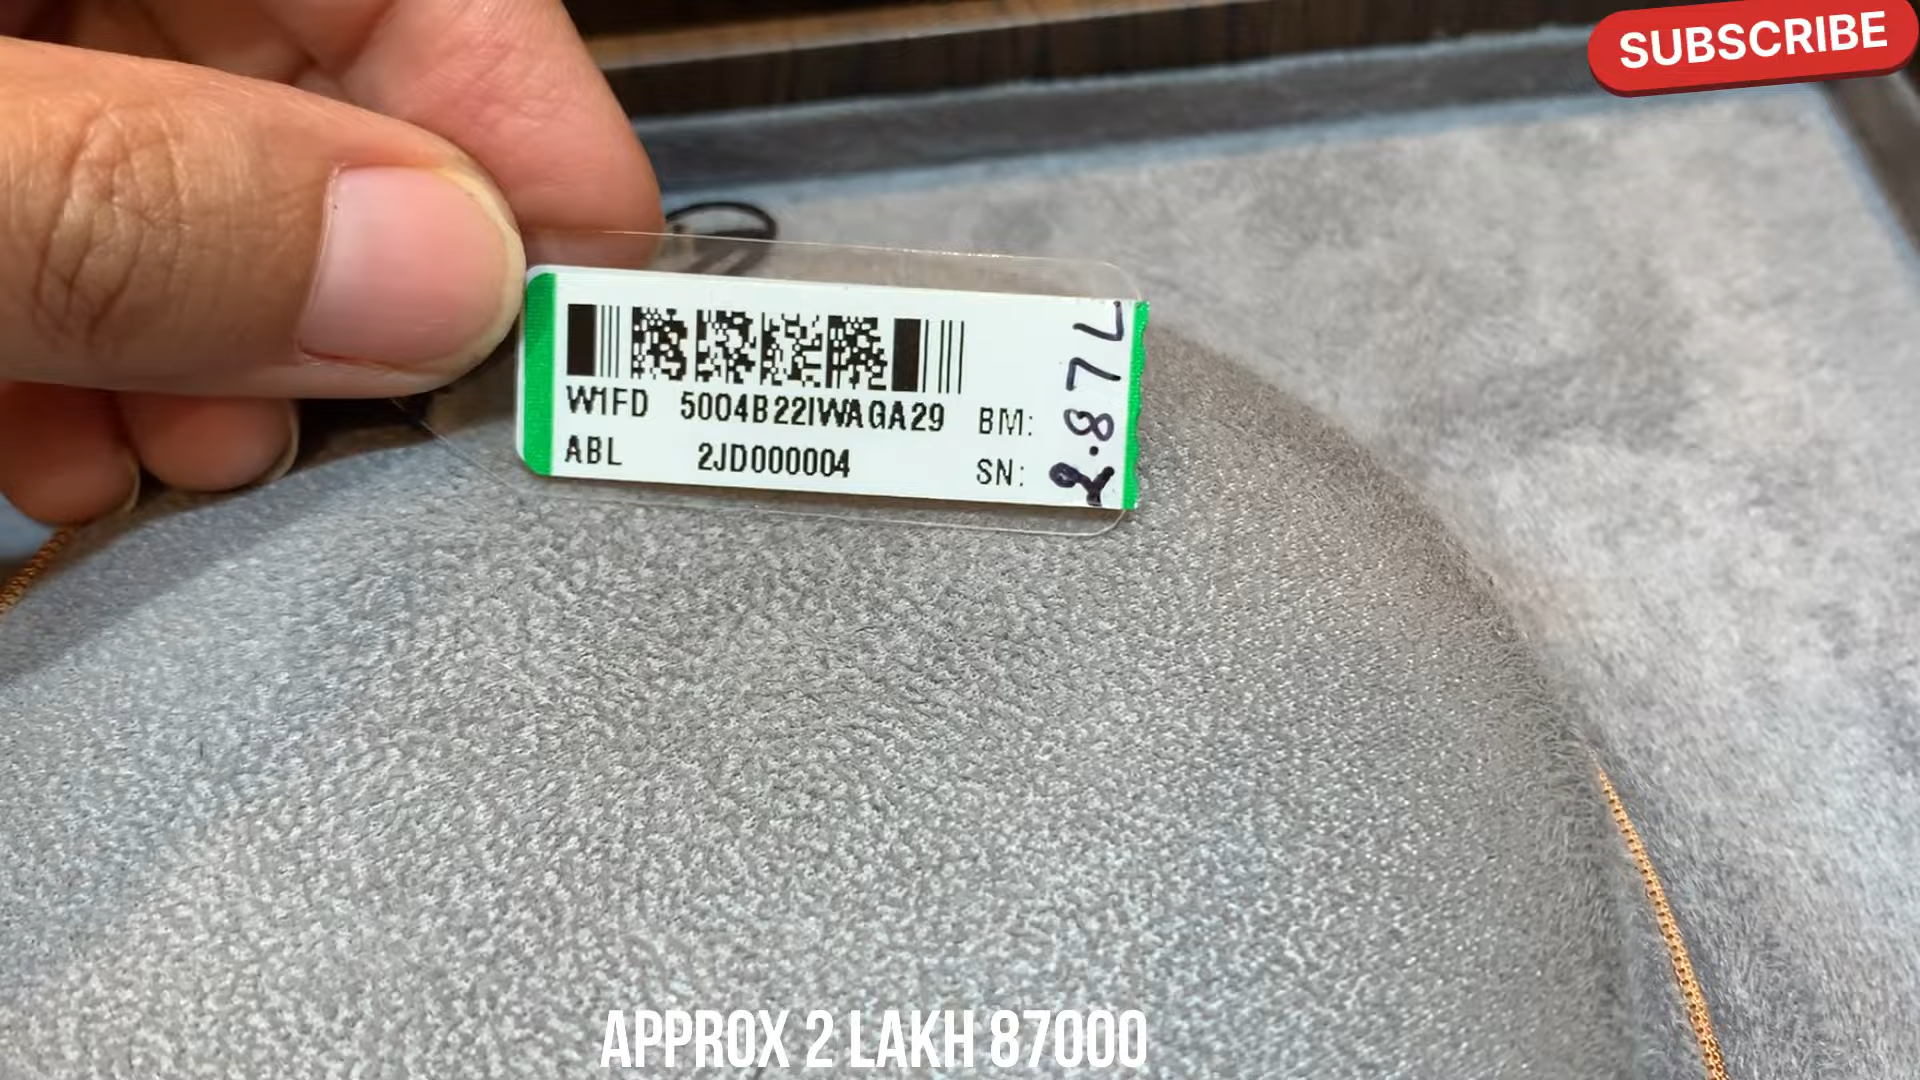 SUBSCRIBE
W1FD 5004B22IWAGA29 BM:
ABL 2JD000004 SN:
2.87L
APPROX 2 LAKH 87000